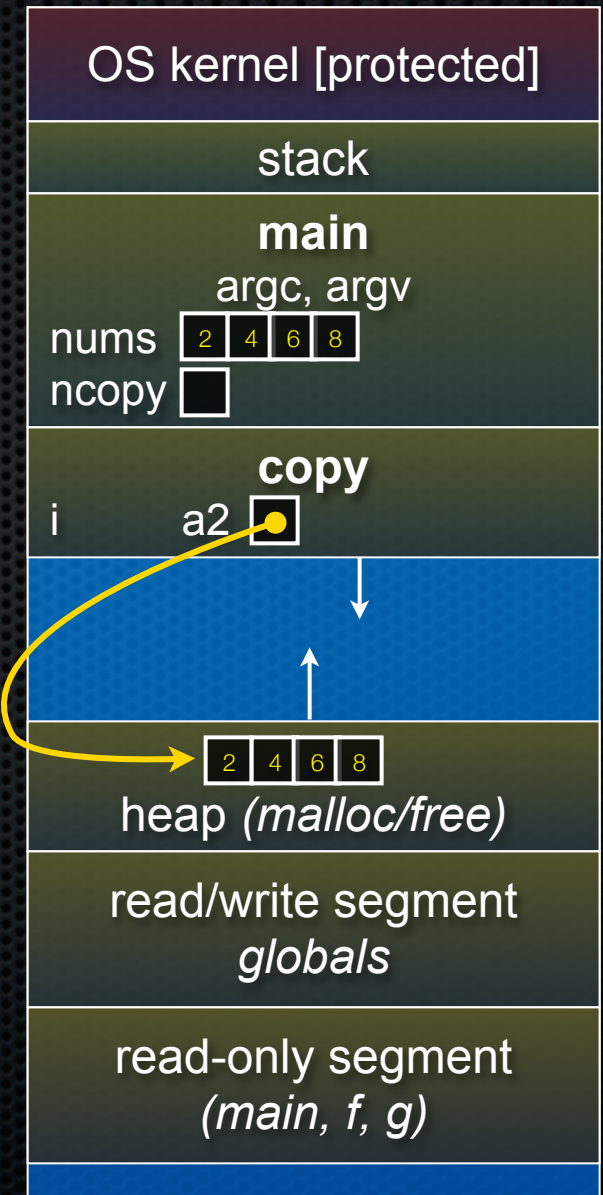 OS kernel [protected]
stack
main
argc, argv
nums 2 4 6 8
ncopy
copy
i a2
2 4 6 8
heap (malloc/free)
read/write segment
globals
read-only segment
(main, f, g)